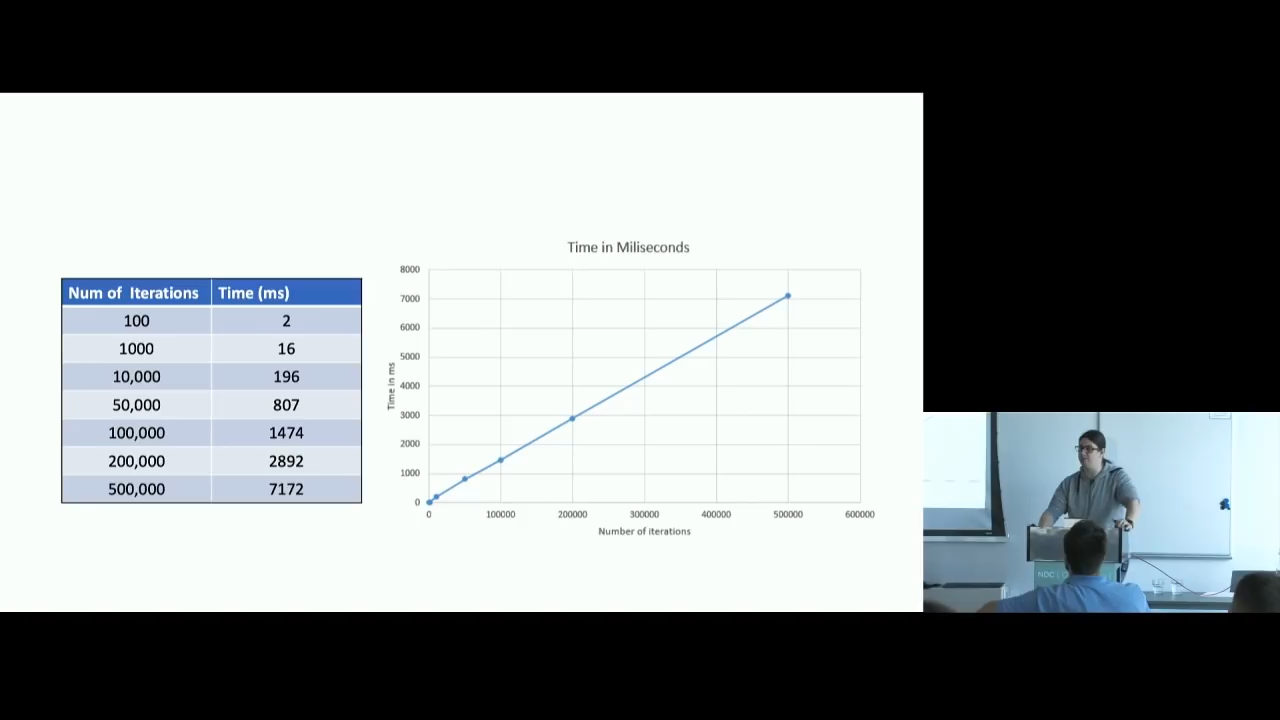 Num of Iterations Time (ms)
100 2
1000 16
10,000 196
50,000 807
100,000 1474
200,000 2892
500,000 7172
Time in Miliseconds
8000
7000
6000
5000
4000
3000
2000
1000
0
Time in ms
0 100000 200000 300000 400000 500000 600000
Number of iterations
NDC